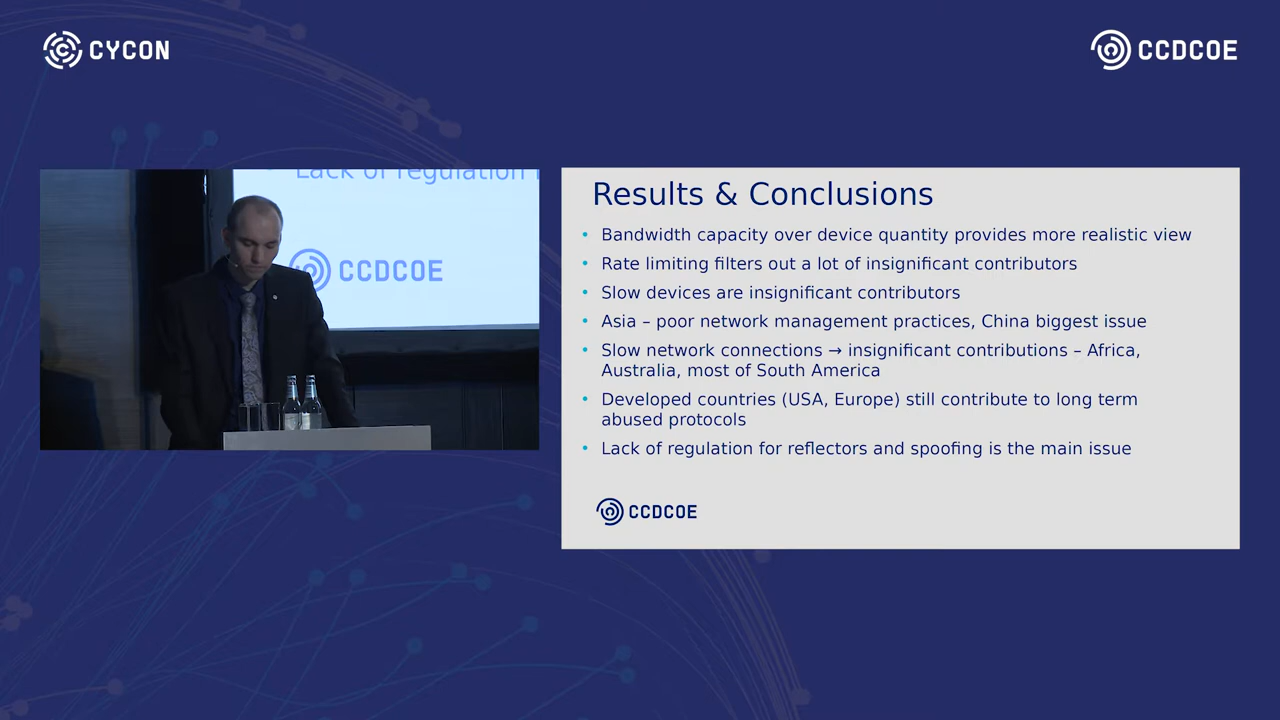 CYCON
CCDCOE
Lack of regulation
CCDCOE
Results & Conclusions
• Bandwidth capacity over device quantity provides more realistic view
• Rate limiting filters out a lot of insignificant contributors
• Slow devices are insignificant contributors
• Asia – poor network management practices, China biggest issue
• Slow network connections → insignificant contributions – Africa,
Australia, most of South America
• Developed countries (USA, Europe) still contribute to long term
abused protocols
• Lack of regulation for reflectors and spoofing is the main issue
CCDCOE